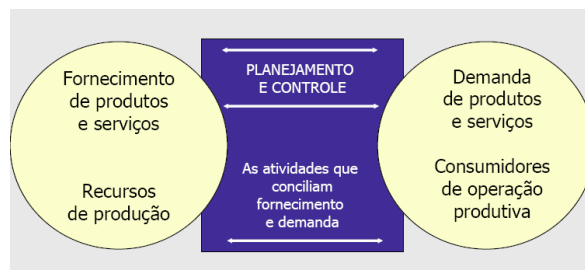 Fornecimento
de produtos
e serviços
Recursos
de produção
PLANEJAMENTO
E CONTROLE
As atividades que
conciliam
fornecimento
e demanda
Demanda
de produtos
e serviços
Consumidores
de operação
produtiva